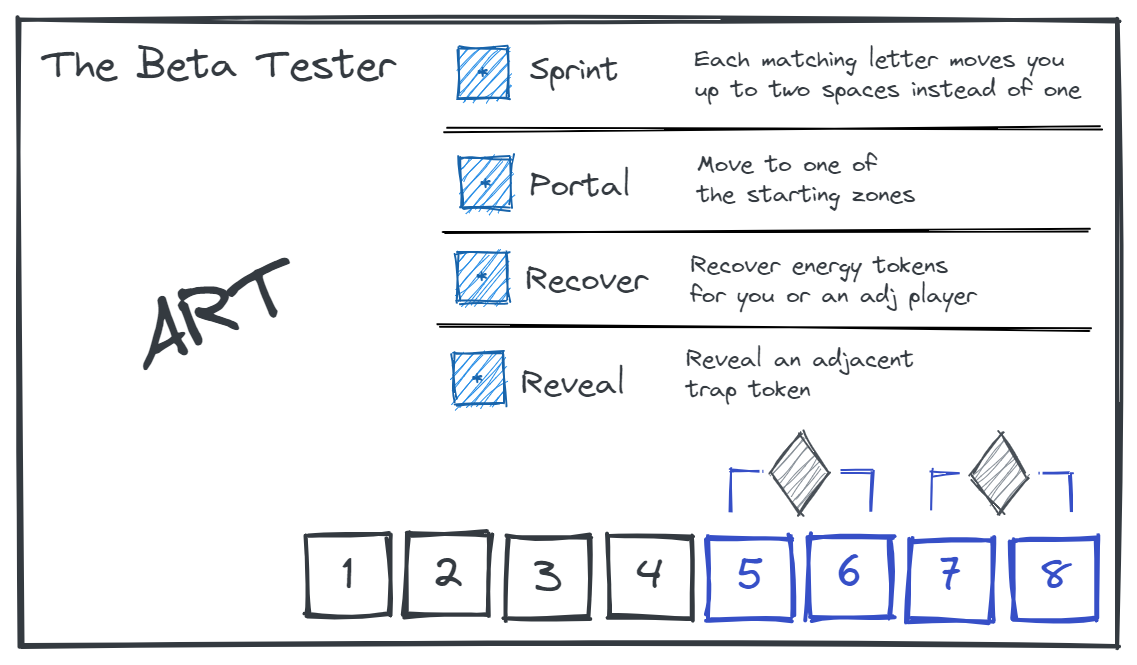 The Beta Tester
* Sprint
Each matching letter moves you
up to two spaces instead of one
* Portal
Move to one of
the starting zones
* Recover
Recover energy tokens
for you or an adj player
* Reveal
Reveal an adjacent
trap token
ART
1 2 3 4 5 6 7 8